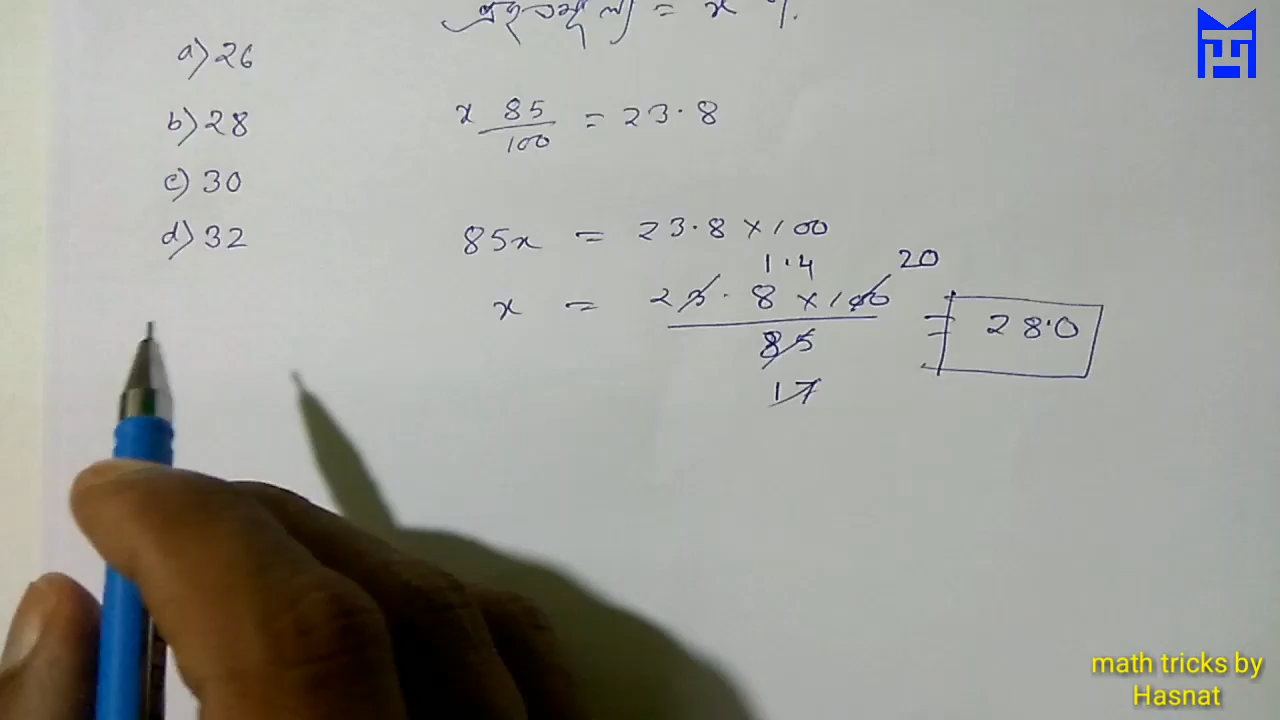 = x
a) 26
b) 28
c) 30
d) 32
x 85/100 = 23.8
85x = 23.8 × 100
1.4 20
x = 23.8 × 100 / 85 = 28.0
17
math tricks by
Hasnat